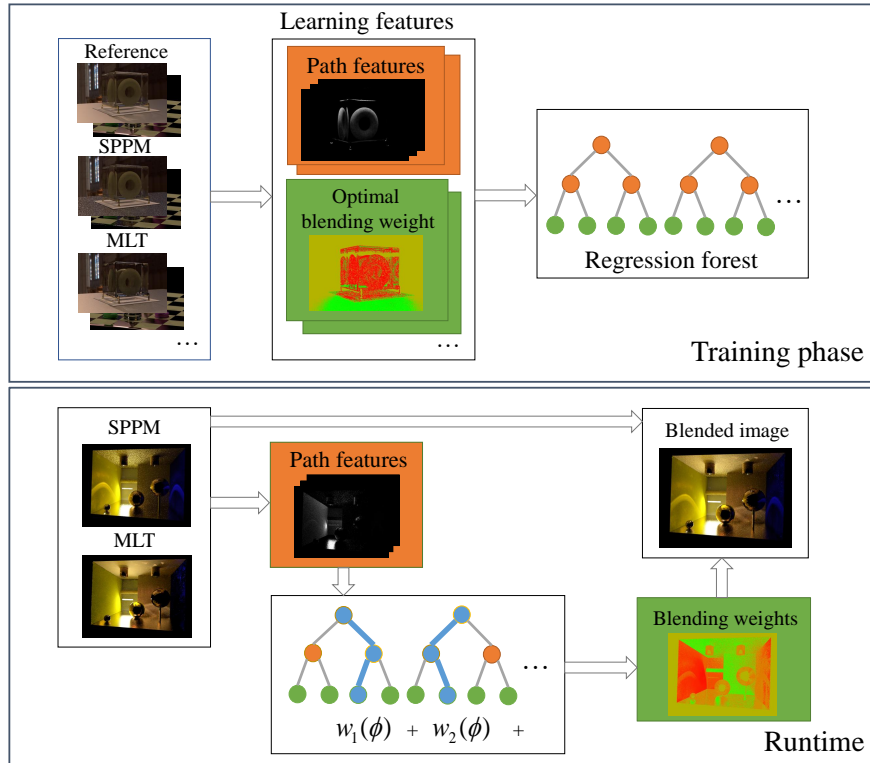 Learning features
Reference
SPPM
MLT
...
Path features
Optimal
blending weight
...
...
Regression forest
Training phase
SPPM
MLT
Path features
Blended image
Blending weights
...
w₁(ϕ) + w₂(ϕ) +
Runtime